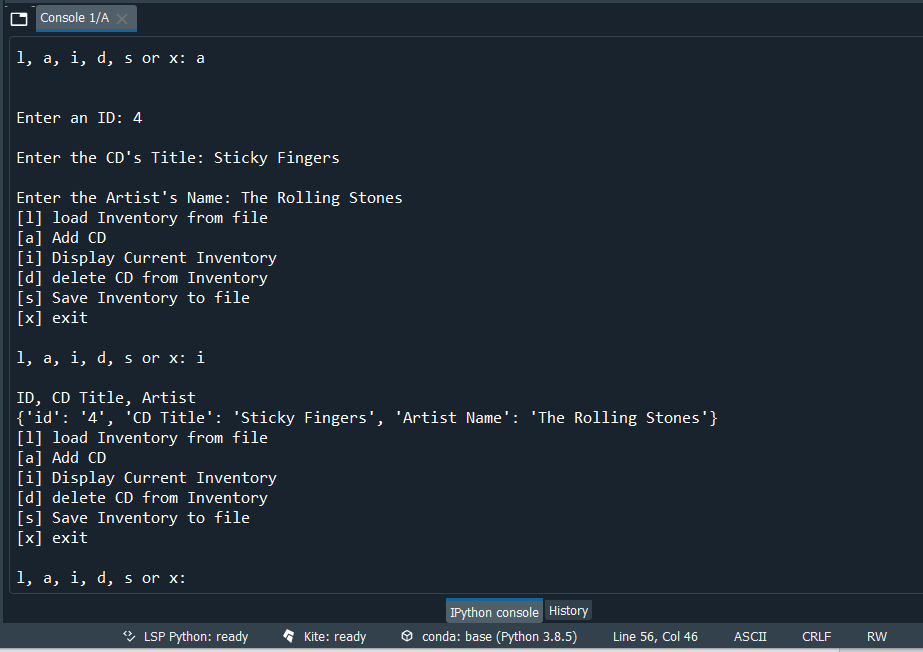 Console 1/A
l, a, i, d, s or x: a
Enter an ID: 4
Enter the CD's Title: Sticky Fingers
Enter the Artist's Name: The Rolling Stones
[l] load Inventory from file
[a] Add CD
[i] Display Current Inventory
[d] delete CD from Inventory
[s] Save Inventory to file
[x] exit
l, a, i, d, s or x: i
ID, CD Title, Artist
{'id': '4', 'CD Title': 'Sticky Fingers', 'Artist Name': 'The Rolling Stones'}
[l] load Inventory from file
[a] Add CD
[i] Display Current Inventory
[d] delete CD from Inventory
[s] Save Inventory to file
[x] exit
l, a, i, d, s or x:
IPython console History
LSP Python: ready Kite: ready conda: base (Python 3.8.5) Line 56, Col 46 ASCII CRLF RW